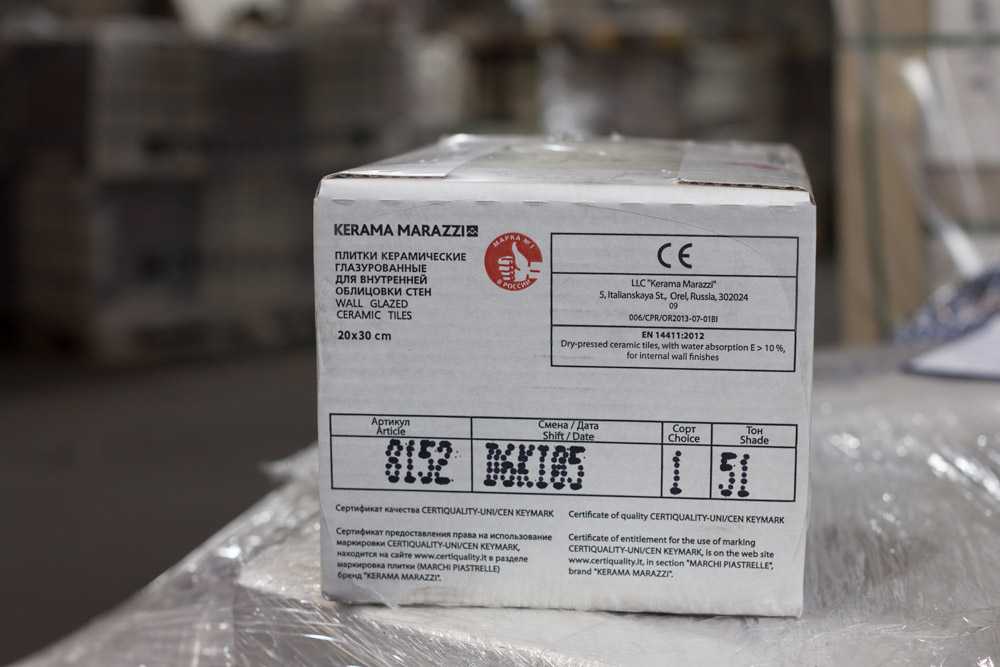 KERAMA MARAZZI
ПЛИТКИ КЕРАМИЧЕСКИЕ
ГЛАЗУРОВАННЫЕ
ДЛЯ ВНУТРЕННЕЙ
ОБЛИЦОВКИ СТЕН
WALL GLAZED
CERAMIC TILES
20x30 cm
МАРКА №1
В РОССИИ
CE
LLC "Kerama Marazzi"
5, Italianskaya St., Orel, Russia, 302024
09
006/CPR/OR2013-07-01BI
EN 14411:2012
Dry-pressed ceramic tiles, with water absorption E > 10 %,
for internal wall finishes
Артикул Смена / Дата Сорт Тон
Article Shift / Date Choice Shade
8152 D6K105 1 51
Сертификат качества CERTIQUALITY-UNI/CEN KEYMARK
Сертификат предоставления права на использование
маркировки CERTIQUALITY-UNI/CEN KEYMARK,
находится на сайте www.certiquality.it в разделе
маркировка плитки (MARCHI PIASTRELLE)
бренд "KERAMA MARAZZI".
Certificate of quality CERTIQUALITY-UNI/CEN KEYMARK
Certificate of entitlement for the use of marking
CERTIQUALITY-UNI/CEN KEYMARK, is on the web site
www.certiquality.it, in section "MARCHI PIASTRELLE",
brand "KERAMA MARAZZI".